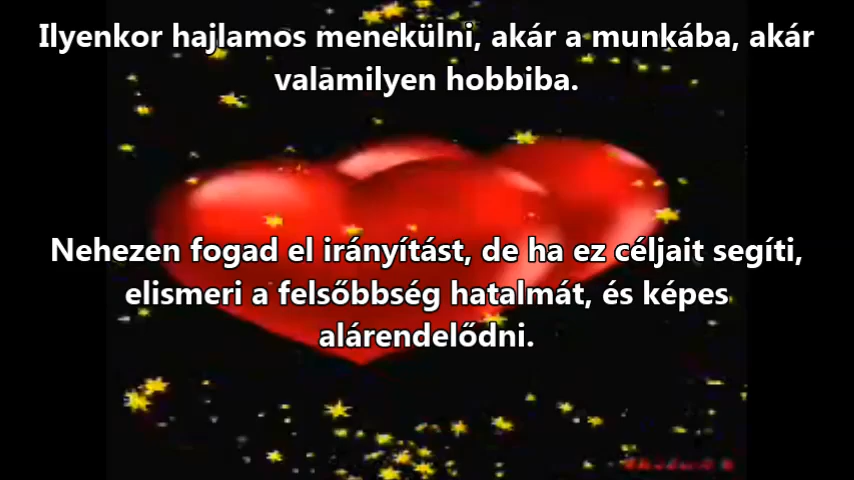 Ilyenkor hajlamos menekülni, akár a munkába, akár
valamilyen hobbiba.
Nehezen fogad el irányítást, de ha ez céljait segíti,
elismeri a felsőbbség hatalmát, és képes
alárendelődni.